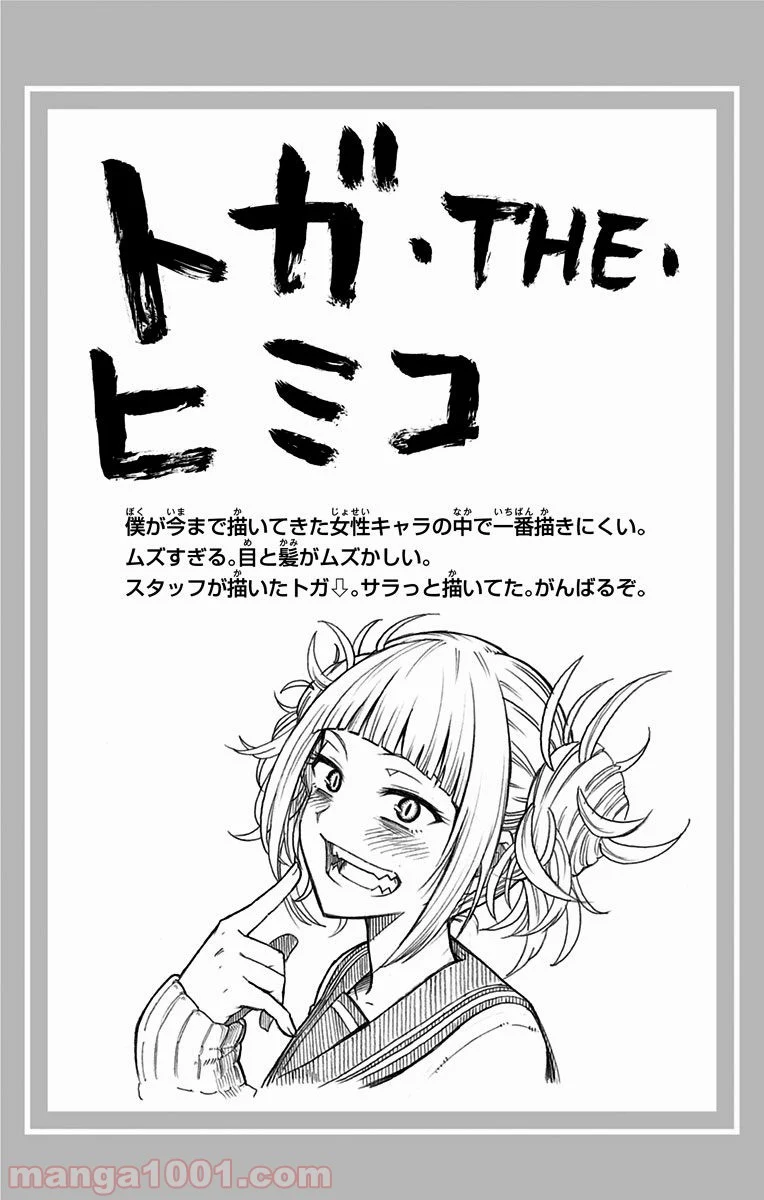 トガ・THE・
ヒミコ
僕が今まで描いてきた女性キャラの中で一番描きにくい。
ムズすぎる。目と髪がムズかしい。
スタッフが描いたトガ⇩。サラっと描いてた。がんばるぞ。
manga1001.com